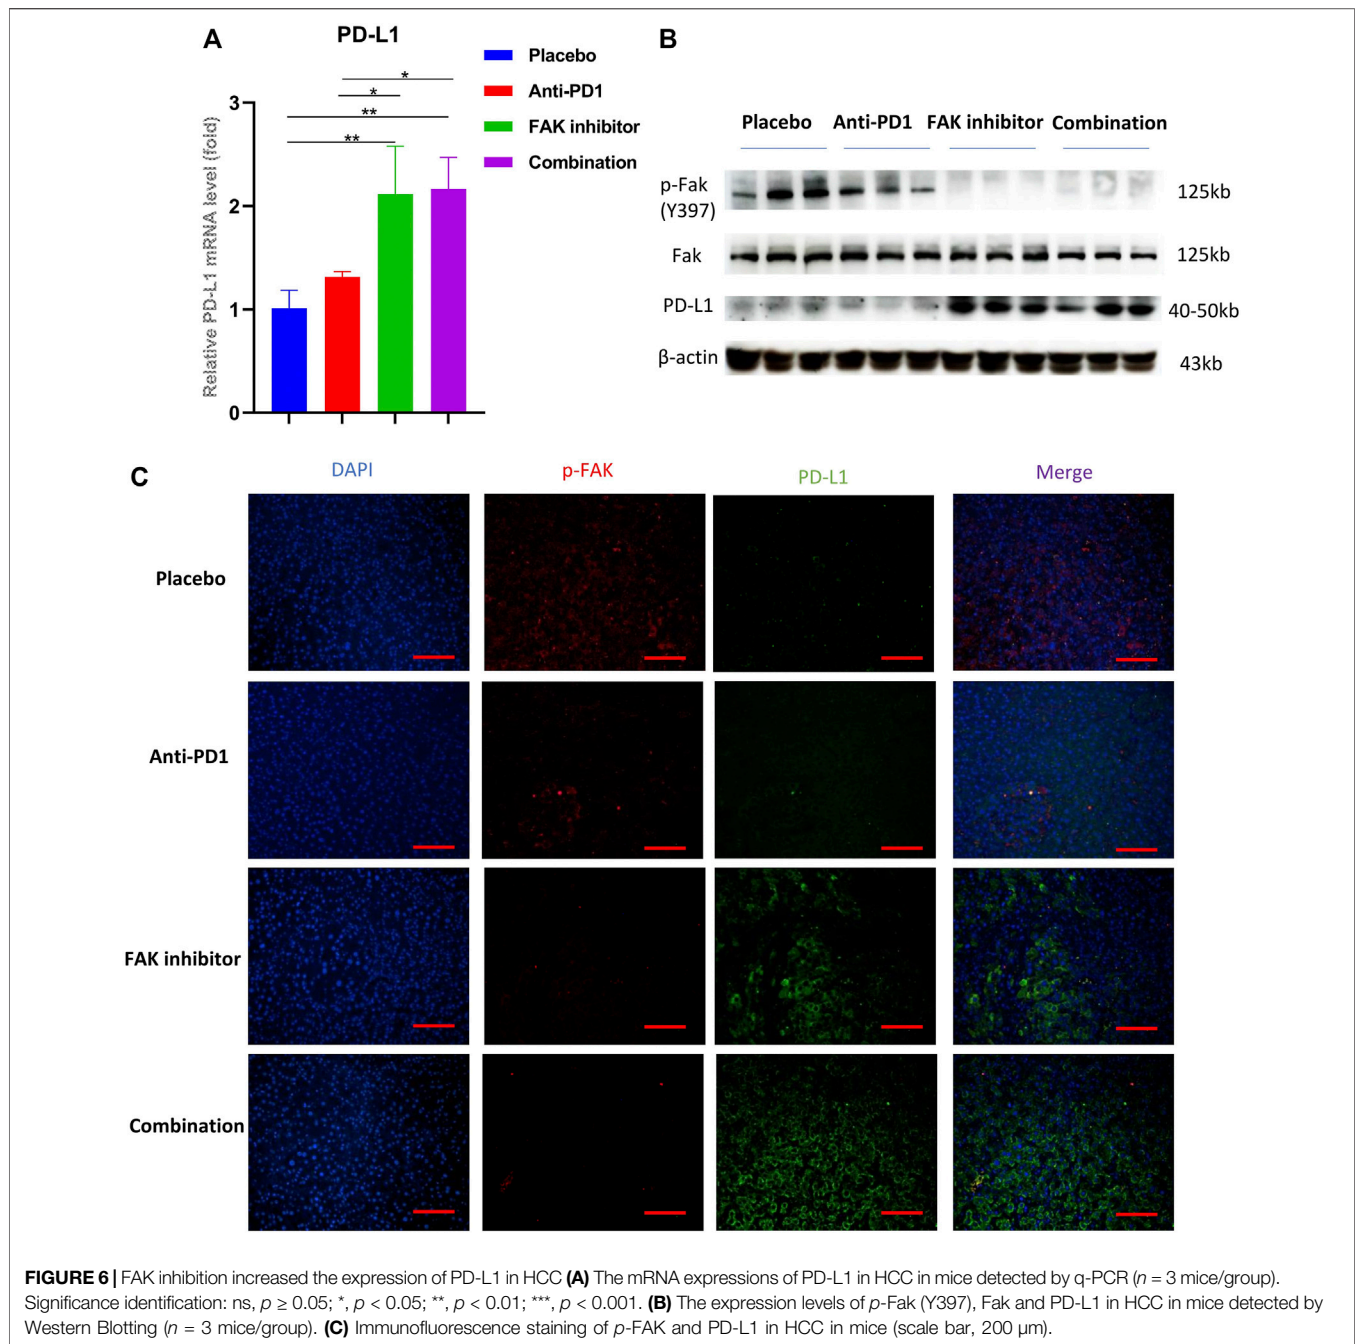 A
PD-L1
Placebo
Anti-PD1
FAK inhibitor
Combination
*
*
**
**
3
2
1
0
Relative PD-L1 mRNA level (fold)
B
Placebo Anti-PD1 FAK inhibitor Combination
p-Fak
(Y397)
125kb
Fak
125kb
PD-L1
40-50kb
β-actin
43kb
C
DAPI p-FAK PD-L1 Merge
Placebo
Anti-PD1
FAK inhibitor
Combination
FIGURE 6 | FAK inhibition increased the expression of PD-L1 in HCC (A) The mRNA expressions of PD-L1 in HCC in mice detected by q-PCR (n = 3 mice/group).
Significance identification: ns, p ≥ 0.05; *, p < 0.05; **, p < 0.01; ***, p < 0.001. (B) The expression levels of p-Fak (Y397), Fak and PD-L1 in HCC in mice detected by
Western Blotting (n = 3 mice/group). (C) Immunofluorescence staining of p-FAK and PD-L1 in HCC in mice (scale bar, 200 μm).